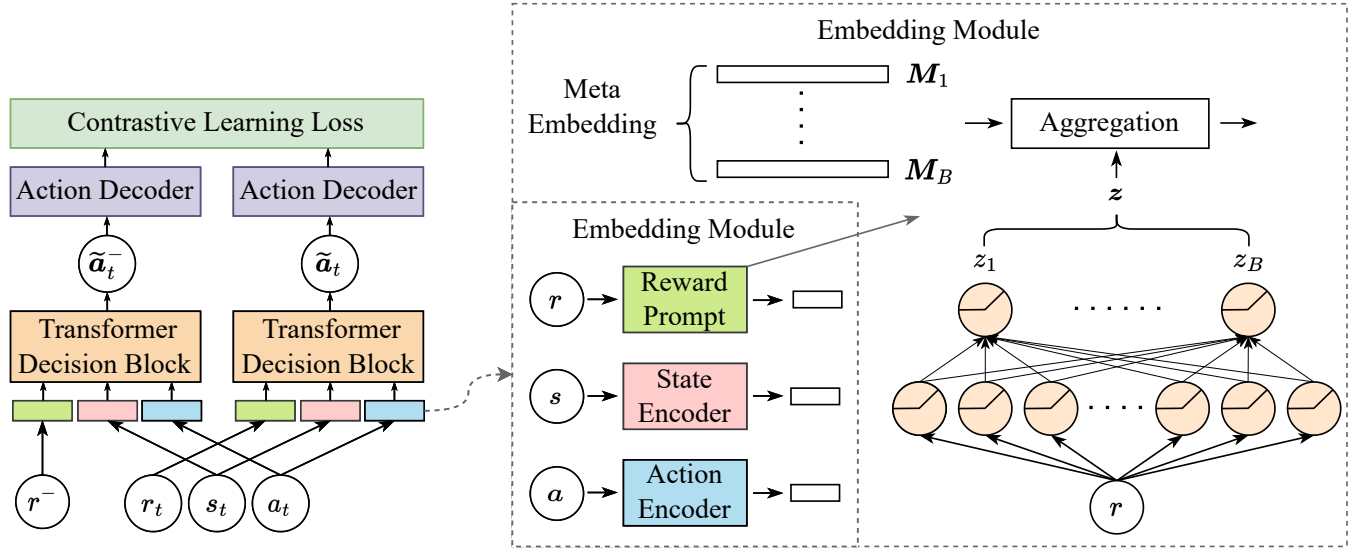 Contrastive Learning Loss
Action Decoder
Action Decoder
ã⁻ₜ
ãₜ
Transformer
Decision Block
Transformer
Decision Block
r⁻
rₜ
sₜ
aₜ
Embedding Module
Meta
Embedding
M₁
M_B
Aggregation
z
z₁
z_B
r
Embedding Module
r
Reward
Prompt
s
State
Encoder
a
Action
Encoder